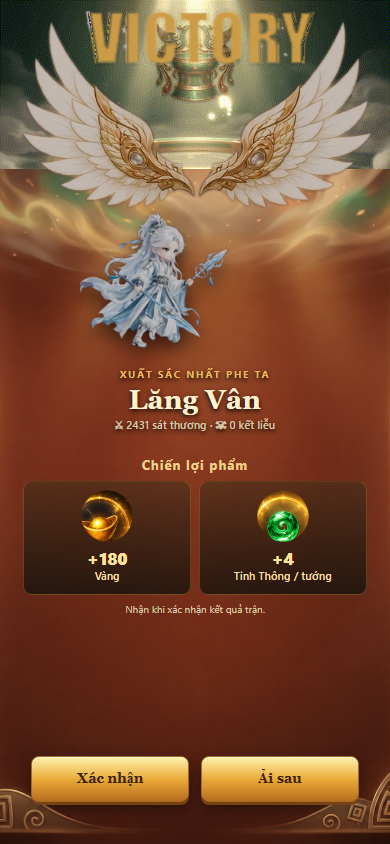 VICTORY
XUẤT SẮC NHẤT PHE TA
Lăng Vân
2431 sát thương · 0 kết liễu
Chiến lợi phẩm
+180
Vàng
+4
Tinh Thông / tướng
Nhận khi xác nhận kết quả trận.
Xác nhận
Ải sau